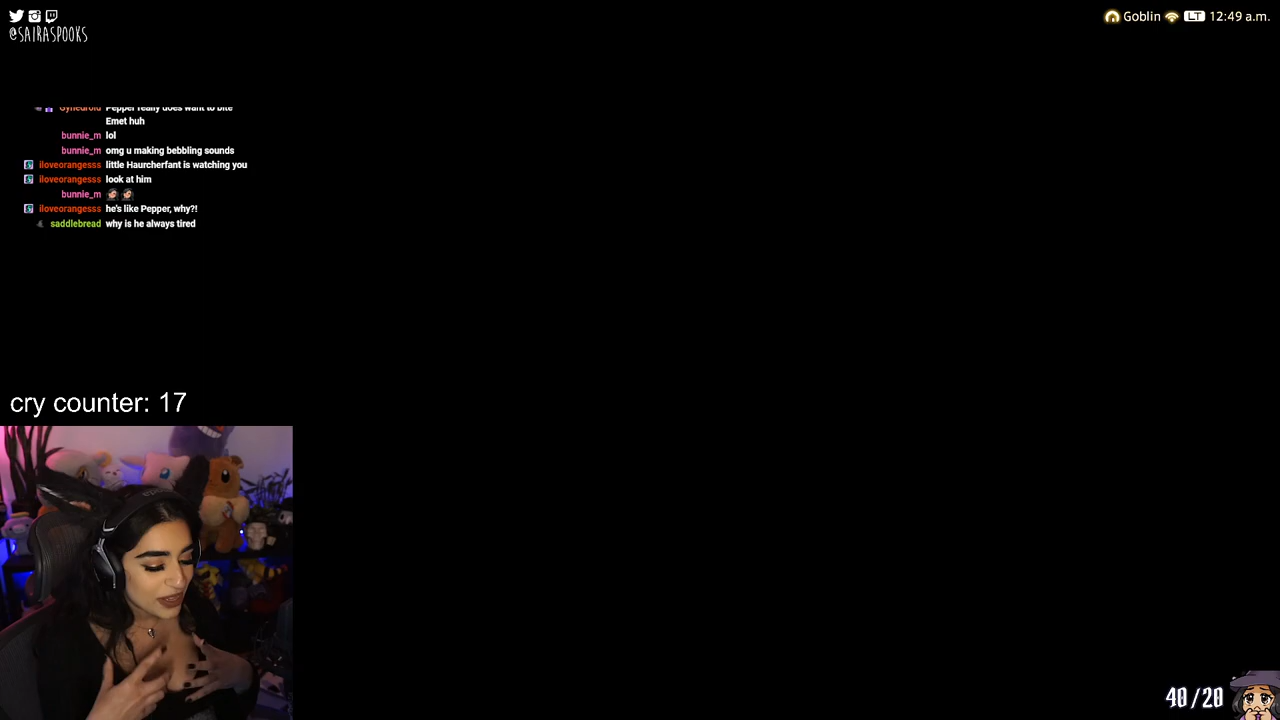 @SAIRASPOOKS
Goblin LT 12:49 a.m.
Gynedroid Pepper really does want to bite
Emet huh
bunnie_m lol
bunnie_m omg u making bebbling sounds
iloveorangesss little Haurcherfant is watching you
iloveorangesss look at him
bunnie_m
iloveorangesss he's like Pepper, why?!
saddlebread why is he always tired
cry counter: 17
40/20